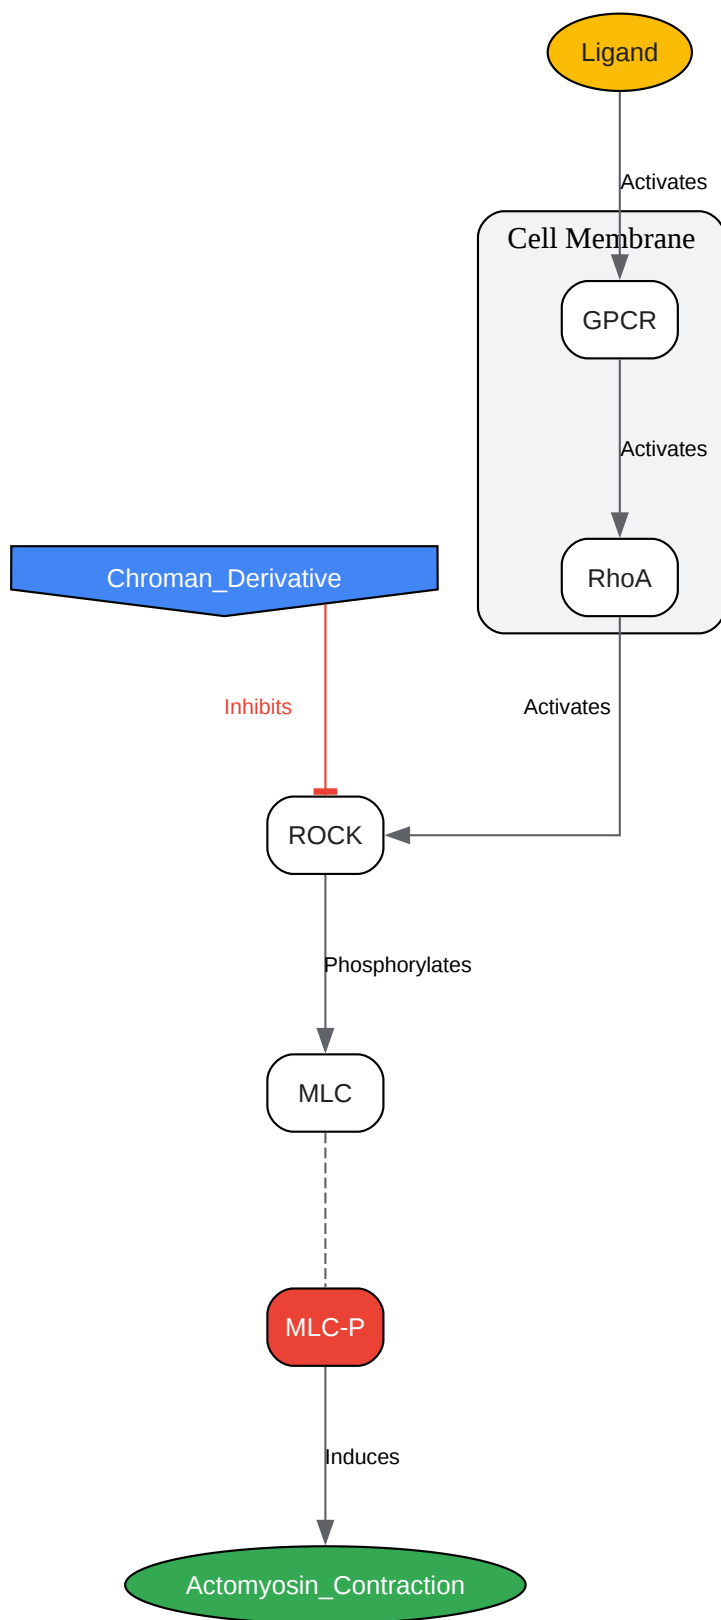 Ligand
Activates
Cell Membrane
GPCR
Activates
Chroman_Derivative
RhoA
Inhibits
Activates
ROCK
Phosphorylates
MLC
MLC-P
Induces
Actomyosin_Contraction